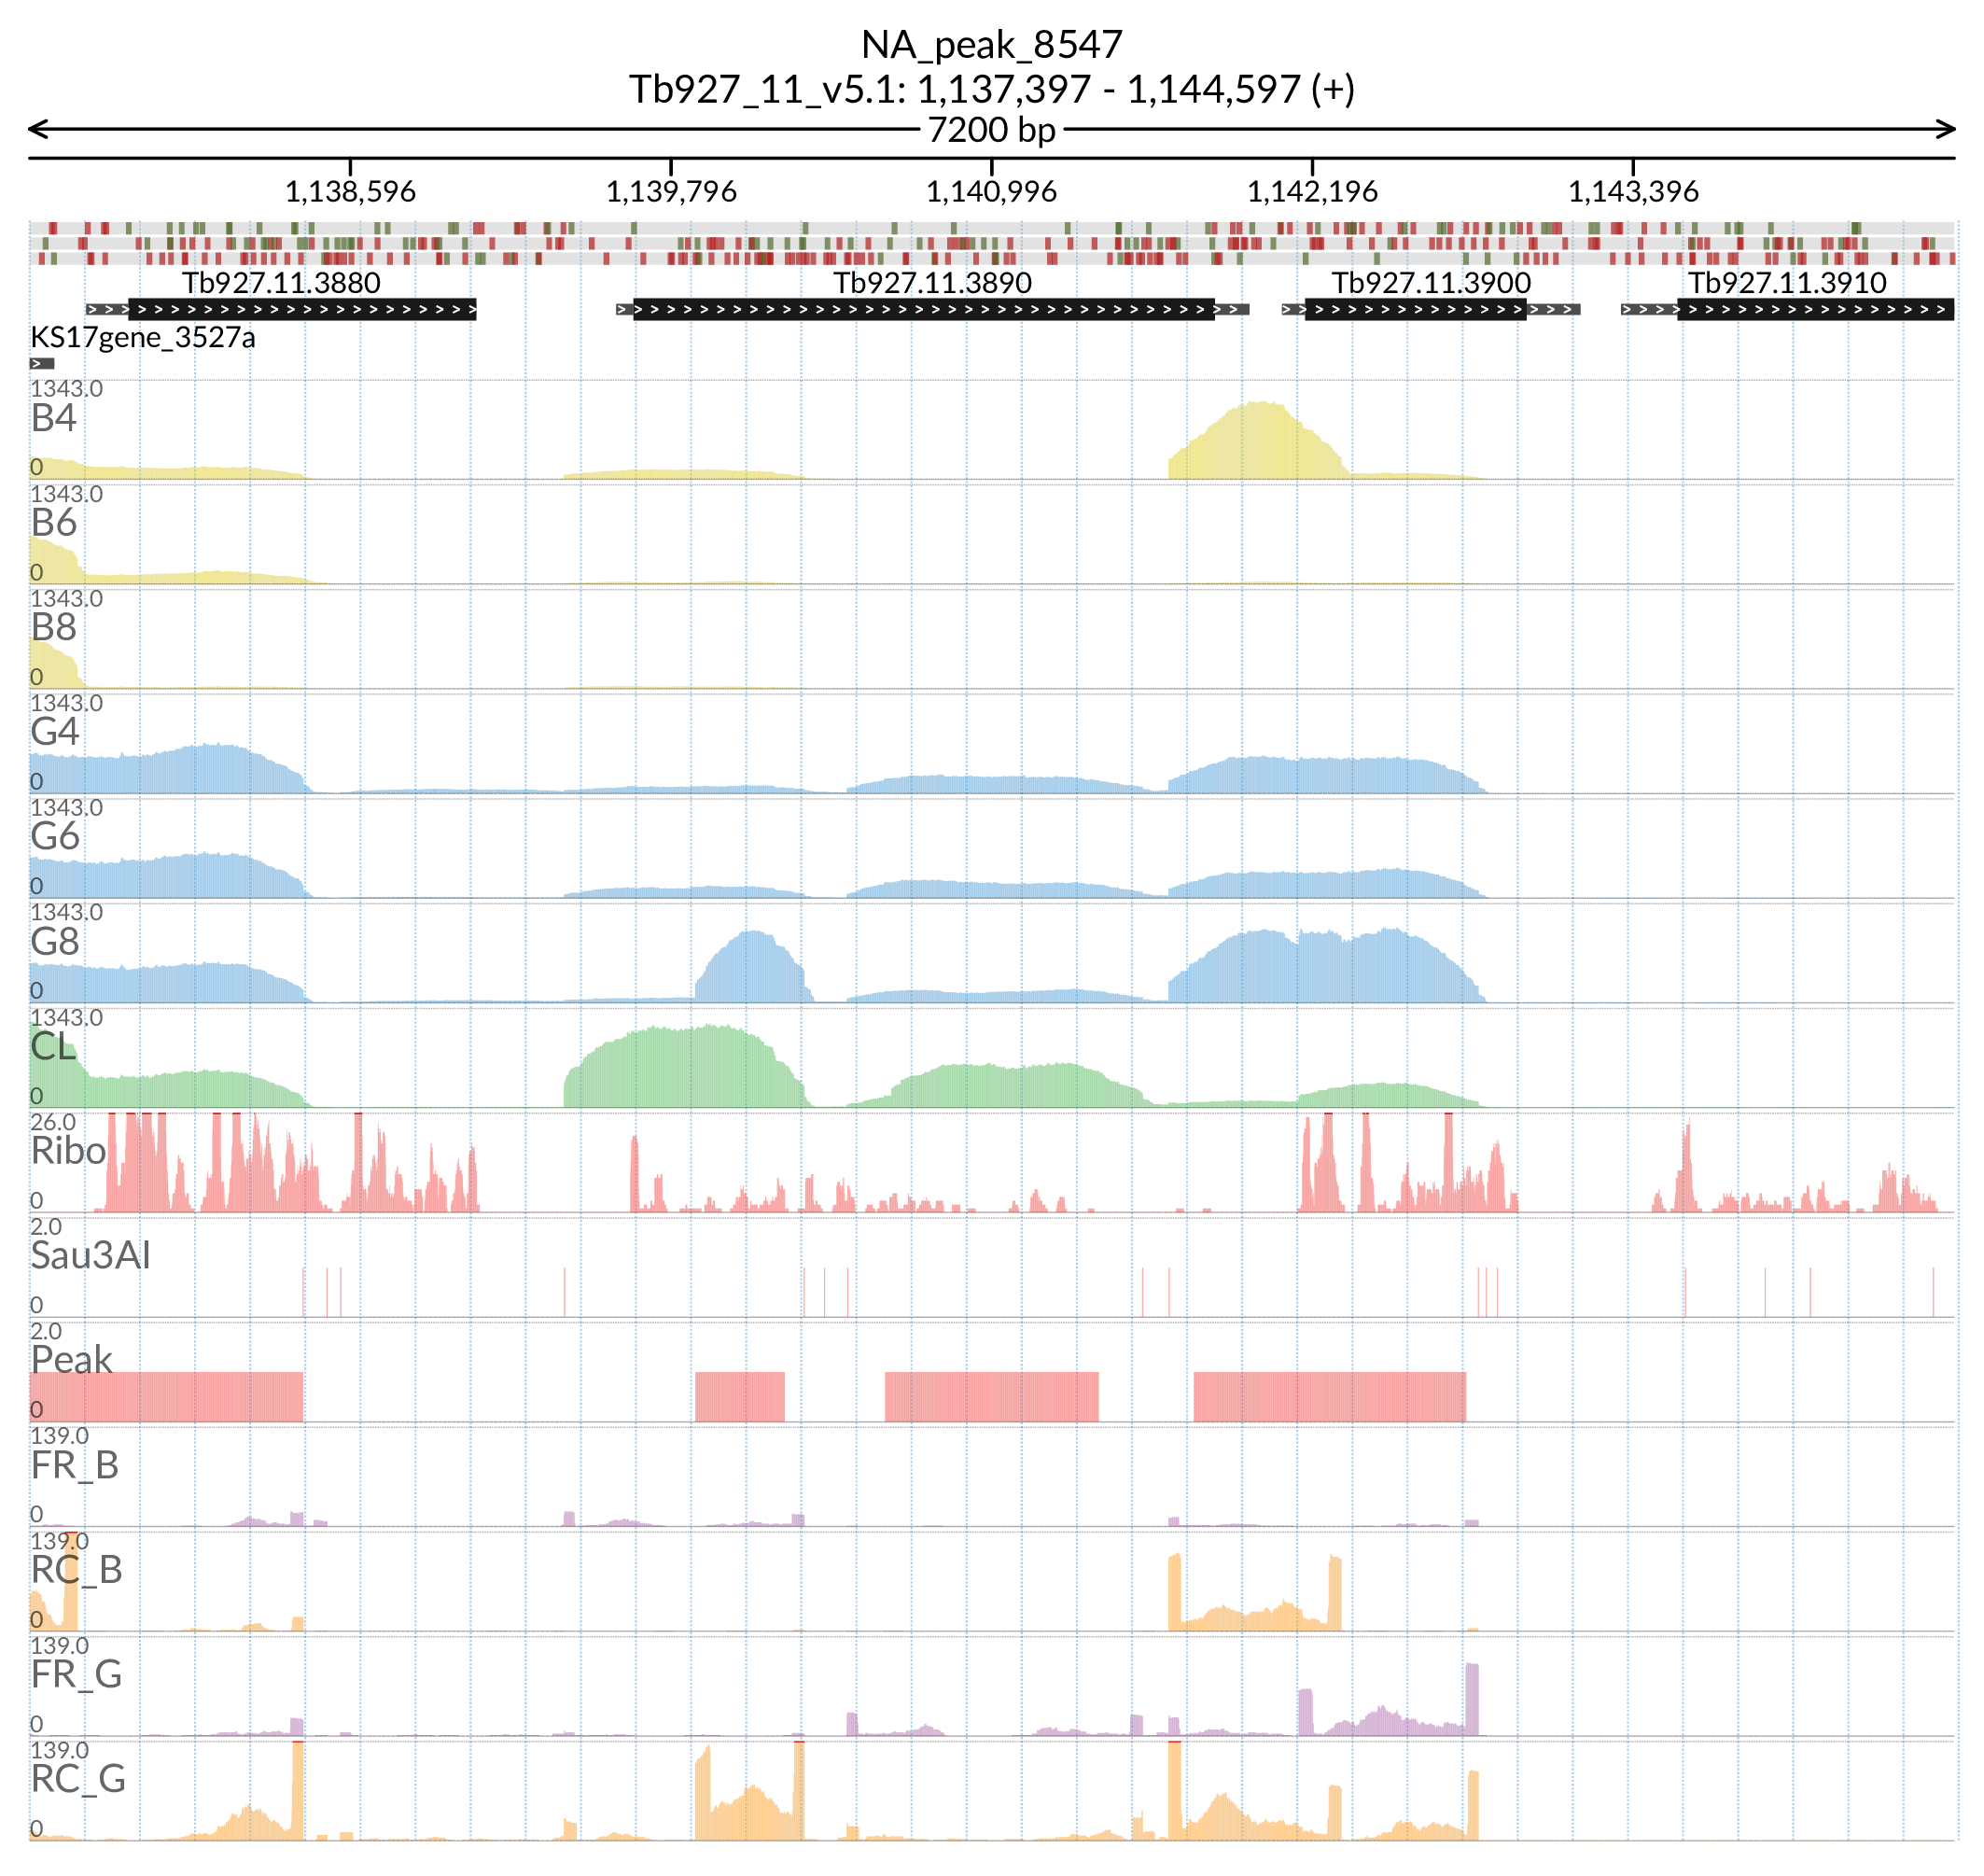 NA_peak_8547
Tb927_11_v5.1: 1,137,397 - 1,144,597 (+)
7200 bp
1,138,596 1,139,796 1,140,996 1,142,196 1,143,396
Tb927.11.3880 Tb927.11.3890 Tb927.11.3900 Tb927.11.3910
KS17gene_3527a
1343.0
B4
0
1343.0
B6
0
1343.0
B8
0
1343.0
G4
0
1343.0
G6
0
1343.0
G8
0
1343.0
CL
0
26.0
Ribo
0
2.0
Sau3AI
0
2.0
Peak
0
139.0
FR_B
0
139.0
RC_B
0
139.0
FR_G
0
139.0
RC_G
0